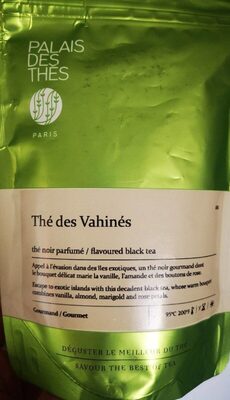 PALAIS
DES
THÉS
PARIS
Thé des Vahinés
thé noir parfumé / flavoured black tea
Appel à l'évasion dans des îles exotiques, un thé noir gourmand dont
le bouquet délicat marie la vanille, l'amande et des boutons de rose.
Escape to exotic islands with this decadent black tea, whose warm bouquet
combines vanilla, almond, marigold and rose petals.
Gourmand / Gourmet
95°C 200°F
DÉGUSTER LE MEILLEUR DU THÉ
SAVOUR THE BEST OF TEA